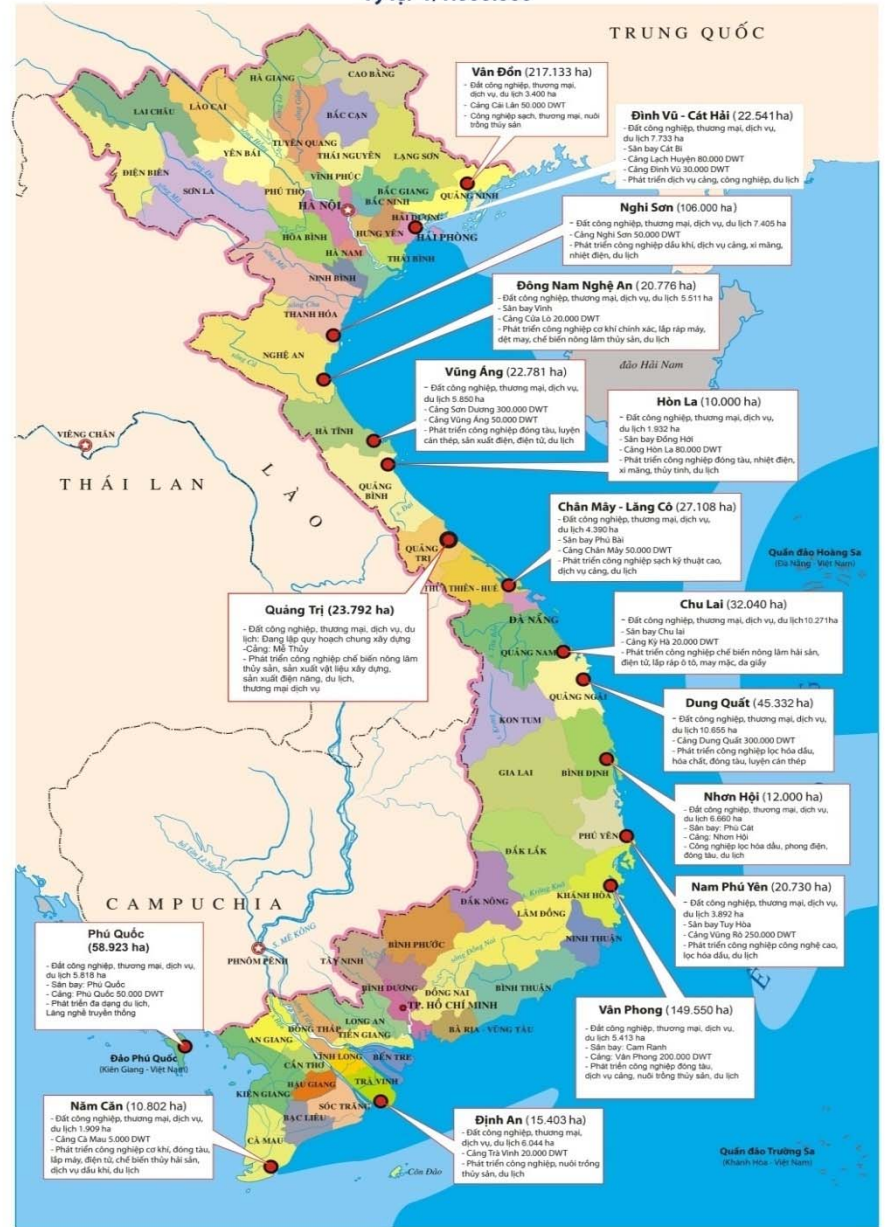 TRUNG QUỐC
HÀ GIANG
CAO BẰNG
LÀO CAI
LAI CHÂU
BẮC CẠN
TUYÊN QUANG
YÊN BÁI
THÁI NGUYÊN
LẠNG SƠN
ĐIỆN BIÊN
SƠN LA
PHÚ THỌ
VĨNH PHÚC
BẮC GIANG
BẮC NINH
QUẢNG NINH
HÀ NỘI
HẢI DƯƠNG
HƯNG YÊN
HẢI PHÒNG
HÒA BÌNH
HÀ NAM
THÁI BÌNH
NINH BÌNH
THANH HÓA
NGHỆ AN
sông Cả
Vân Đồn (217.133 ha)
- Đất công nghiệp, thương mại,
dịch vụ, du lịch 3.400 ha
- Cảng Cái Lân 50.000 DWT
- Công nghiệp sạch, thương mại, nuôi
trồng thủy sản
Đình Vũ - Cát Hải (22.541 ha)
- Đất công nghiệp, thương mại, dịch vụ,
du lịch 7.733 ha
- Sân bay Cát Bi
- Cảng Lạch Huyện 80.000 DWT
- Cảng Đình Vũ 30.000 DWT
- Phát triển dịch vụ cảng, công nghiệp, du lịch
Nghi Sơn (106.000 ha)
- Đất công nghiệp, thương mại, dịch vụ, du lịch 7.405 ha
- Cảng Nghi Sơn 50.000 DWT
- Phát triển công nghiệp dầu khí, dịch vụ cảng, xi măng,
nhiệt điện, du lịch
Đông Nam Nghệ An (20.776 ha)
- Đất công nghiệp, thương mại, dịch vụ, du lịch 5.511 ha
- Sân bay Vinh
- Cảng Cửa Lò 20.000 DWT
- Phát triển công nghiệp cơ khí chính xác, lắp ráp máy,
dệt may, chế biến nông lâm thủy sản, du lịch
đảo Hải Nam
Vũng Áng (22.781 ha)
- Đất công nghiệp, thương mại, dịch vụ,
du lịch 5.850 ha
- Cảng Sơn Dương 300.000 DWT
- Cảng Vũng Áng 50.000 DWT
- Phát triển công nghiệp đóng tàu, luyện
cán thép, sản xuất điện, điện tử, du lịch
Hòn La (10.000 ha)
- Đất công nghiệp, thương mại, dịch vụ,
du lịch 1.932 ha
- Sân bay Đồng Hới
- Cảng Hòn La 80.000 DWT
- Phát triển công nghiệp đóng tàu, nhiệt điện,
xi măng, thủy tinh, du lịch
VIÊNG CHĂN
THÁI LAN
LÀO
HÀ TĨNH
QUẢNG BÌNH
QUẢNG TRỊ
THỪA THIÊN - HUẾ
Chân Mây - Lăng Cô (27.108 ha)
- Đất công nghiệp, thương mại, dịch vụ,
du lịch 4.390 ha
- Sân bay Phú Bài
- Cảng Chân Mây 50.000 DWT
- Phát triển công nghiệp sạch kỹ thuật cao,
dịch vụ cảng, du lịch
Quần đảo Hoàng Sa
(Đà Nẵng - Việt Nam)
Quảng Trị (23.792 ha)
- Đất công nghiệp, thương mại, dịch vụ, du
lịch: Đang lập quy hoạch chung xây dựng
-Cảng: Mễ Thủy
- Phát triển công nghiệp chế biến nông lâm
thủy sản, sản xuất vật liệu xây dựng,
sản xuất điện năng, du lịch,
thương mại dịch vụ
ĐÀ NẴNG
QUẢNG NAM
QUẢNG NGÃI
KON TUM
Chu Lai (32.040 ha)
- Đất công nghiệp, thương mại, dịch vụ, du lịch10.271ha
- Sân bay Chu lai
- Cảng Kỳ Hà 20.000 DWT
- Phát triển công nghiệp chế biến nông lâm hải sản,
điện tử, lắp ráp ô tô, may mặc, da giầy
Dung Quất (45.332 ha)
- Đất công nghiệp, thương mại, dịch vụ,
du lịch 10.655 ha
- Cảng Dung Quất 300.000 DWT
- Phát triển công nghiệp lọc hóa dầu,
hóa chất, đóng tàu, luyện cán thép
GIA LAI
BÌNH ĐỊNH
Nhơn Hội (12.000 ha)
- Đất công nghiệp, thương mại, dịch vụ,
du lịch 6.660 ha
- Sân bay: Phù Cát
- Cảng: Nhơn Hội
- Công nghiệp lọc hóa dầu, phong điện,
đóng tàu, du lịch
PHÚ YÊN
ĐẮK LẮK
Nam Phú Yên (20.730 ha)
- Đất công nghiệp, thương mại, dịch vụ,
du lịch 3.892 ha
- Sân bay Tuy Hòa
- Cảng Vũng Rô 250.000 DWT
- Phát triển công nghiệp công nghệ cao,
lọc hóa dầu, du lịch
CAMPUCHIA
ĐẮK NÔNG
KHÁNH HÒA
LÂM ĐỒNG
NINH THUẬN
BÌNH PHƯỚC
S. MÊ KÔNG
PHNÔM PÊNH
TÂY NINH
BÌNH DƯƠNG
sông Đồng Nai
ĐỒNG NAI
BÌNH THUẬN
TP. HỒ CHÍ MINH
BÀ RỊA - VŨNG TÀU
Phú Quốc
(58.923 ha)
- Đất công nghiệp, thương mại, dịch vụ,
du lịch 5.818 ha
- Sân bay: Phú Quốc
- Cảng: Phú Quốc 50.000 DWT
- Phát triển đa dạng du lịch,
Làng nghề truyền thống
Vân Phong (149.550 ha)
- Đất công nghiệp, thương mại, dịch vụ,
du lịch 5.413 ha
- Sân bay: Cam Ranh
- Cảng: Vân Phong 200.000 DWT
- Phát triển công nghiệp đóng tàu,
dịch vụ cảng, nuôi trồng thủy sản, du lịch
LONG AN
ĐỒNG THÁP
TIỀN GIANG
AN GIANG
VĨNH LONG
BẾN TRE
CẦN THƠ
TRÀ VINH
HẬU GIANG
KIÊN GIANG
SÓC TRĂNG
BẠC LIÊU
CÀ MAU
Đảo Phú Quốc
(Kiên Giang - Việt Nam)
Năm Căn (10.802 ha)
- Đất công nghiệp, thương mại, dịch vụ,
du lịch 1.909 ha
- Cảng Cà Mau 5.000 DWT
- Phát triển công nghiệp cơ khí, đóng tàu,
lắp máy, điện tử, chế biến thủy hải sản,
dịch vụ dầu khí, du lịch
Định An (15.403 ha)
- Đất công nghiệp, thương mại,
dịch vụ, du lịch 6.044 ha
- Cảng Trà Vinh 20.000 DWT
- Phát triển công nghiệp, nuôi trồng
thủy sản, du lịch
Côn Đảo
Quần đảo Trường Sa
(Khánh Hòa - Việt Nam)